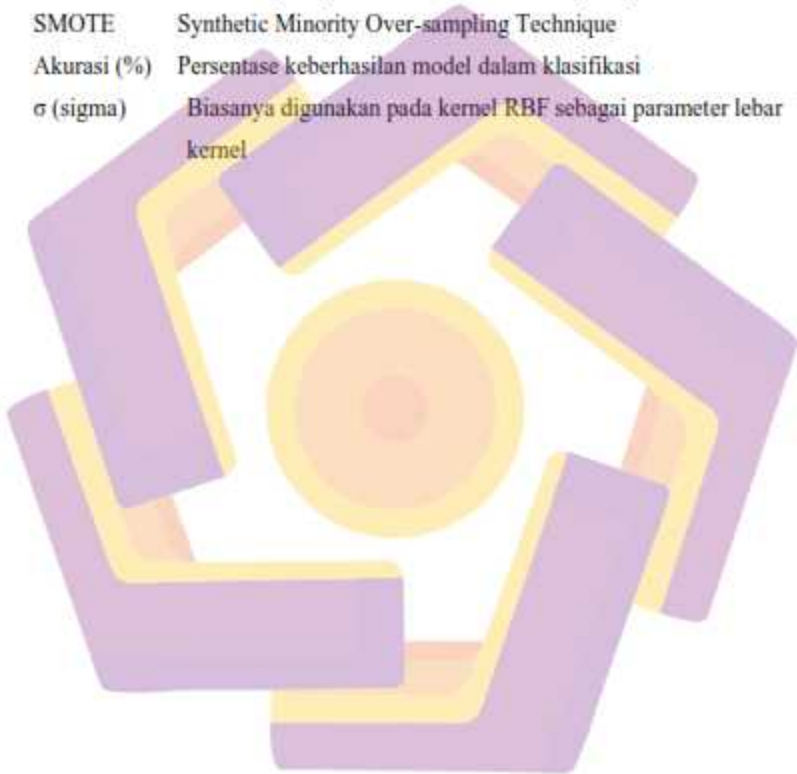 SMOTE Synthetic Minority Over-sampling Technique
Akurasi (%) Persentase keberhasilan model dalam klasifikasi
σ (sigma) Biasanya digunakan pada kernel RBF sebagai parameter lebar
kernel